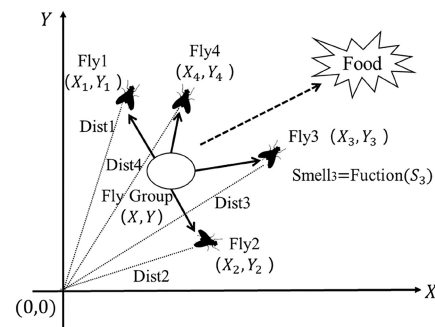 Y
Fly1
(X₁,Y₁)
Fly4
(X₄,Y₄)
Food
Dist1
Fly3 (X₃,Y₃)
Dist4
Smell₃=Fuction(S₃)
Fly Group
(X,Y)
Dist3
Fly2
(X₂,Y₂)
Dist2
(0,0)
X